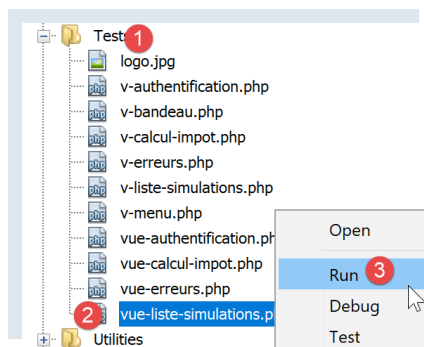 Tests 1
logo.jpg
v-authentification.php
v-bandeau.php
v-calcul-impot.php
v-erreurs.php
v-liste-simulations.php
v-menu.php
vue-authentification.ph
Open
vue-calcul-impot.php
Run 3
vue-erreurs.php
Debug
2 vue-liste-simulations.p
Test
Utilities